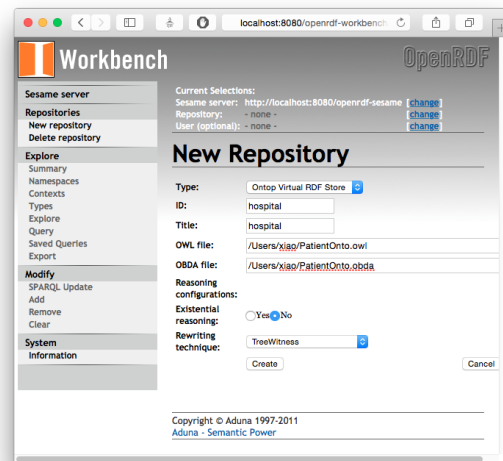 localhost:8080/openrdf-workbench
Workbench
OpenRDF
Sesame server
Repositories
New repository
Delete repository
Explore
Summary
Namespaces
Contexts
Types
Explore
Query
Saved Queries
Export
Modify
SPARQL Update
Add
Remove
Clear
System
Information
Current Selections:
Sesame server: http://localhost:8080/openrdf-sesame [change]
Repository: - none - [change]
User (optional): - none - [change]
New Repository
Type: Ontop Virtual RDF Store
ID: hospital
Title: hospital
OWL file: /Users/xiao/PatientOnto.owl
OBDA file: /Users/xiao/PatientOnto.obda
Reasoning
configurations:
Existential
reasoning: Yes No
Rewriting
technique: TreeWitness
Create Cancel
Copyright © Aduna 1997-2011
Aduna - Semantic Power